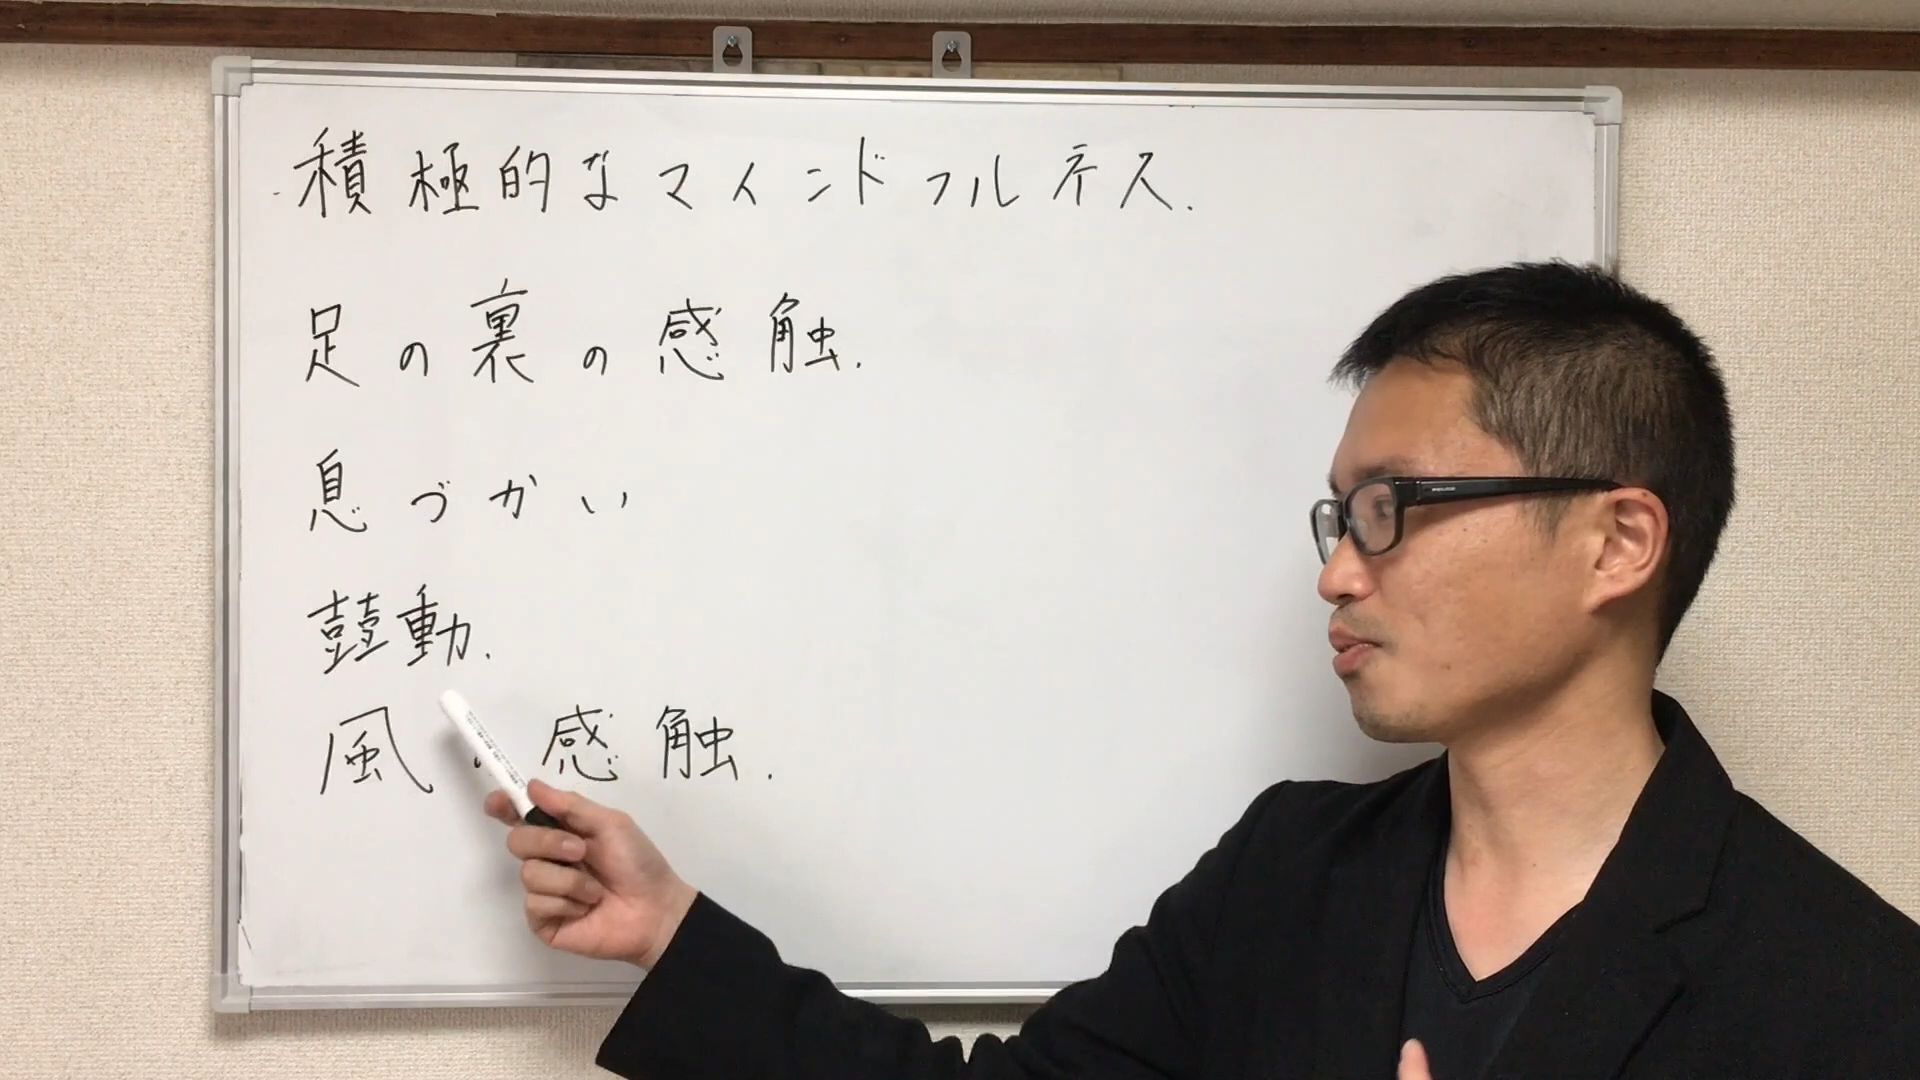 積極的なマインドフルネス.
足の裏の感触.
息づかい
鼓動.
風の感触.